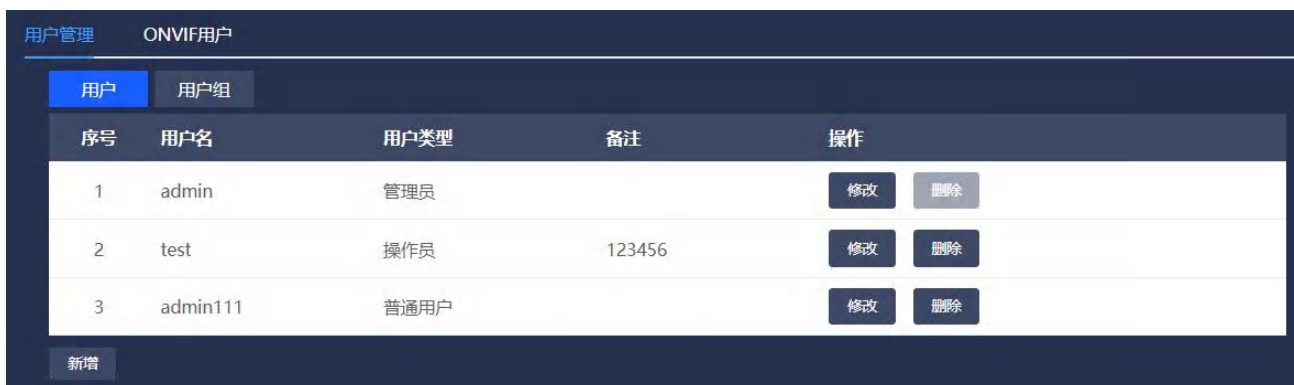 用户管理 ONVIF用户
用户 用户组
序号 用户名 用户类型 备注 操作
1 admin 管理员 修改 删除
2 test 操作员 123456 修改 删除
3 admin111 普通用户 修改 删除
新增